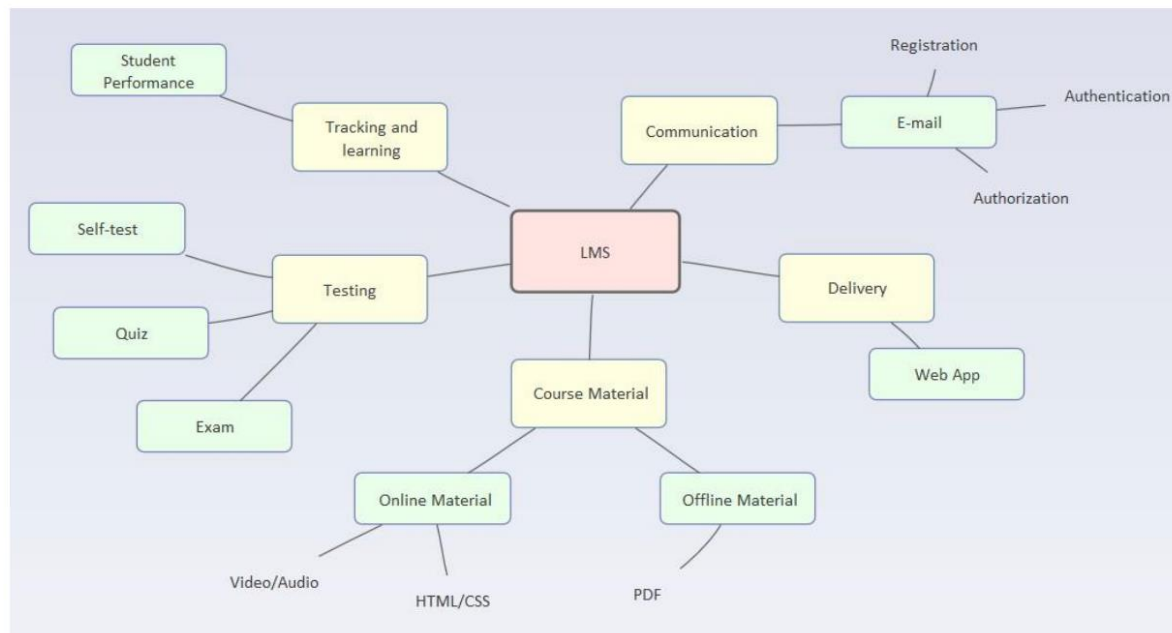 Student
Performance
Tracking and
learning
Communication
Registration
Authentication
E-mail
Authorization
LMS
Self-test
Testing
Quiz
Exam
Delivery
Web App
Course Material
Online Material
Offline Material
Video/Audio
HTML/CSS
PDF